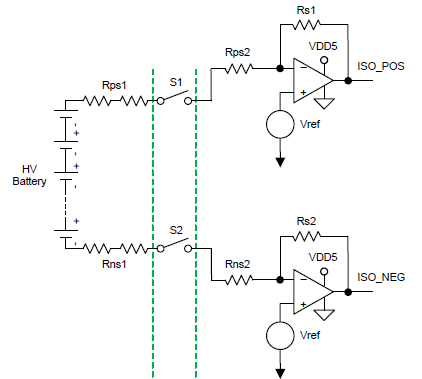 Rs1
Rps2
VDD5
ISO_POS
Rps1
S1
−
+
Vref
-
+
-
+
-
HV
Battery
+
-
S2
Rs2
Rns1
Rns2
VDD5
ISO_NEG
−
+
Vref